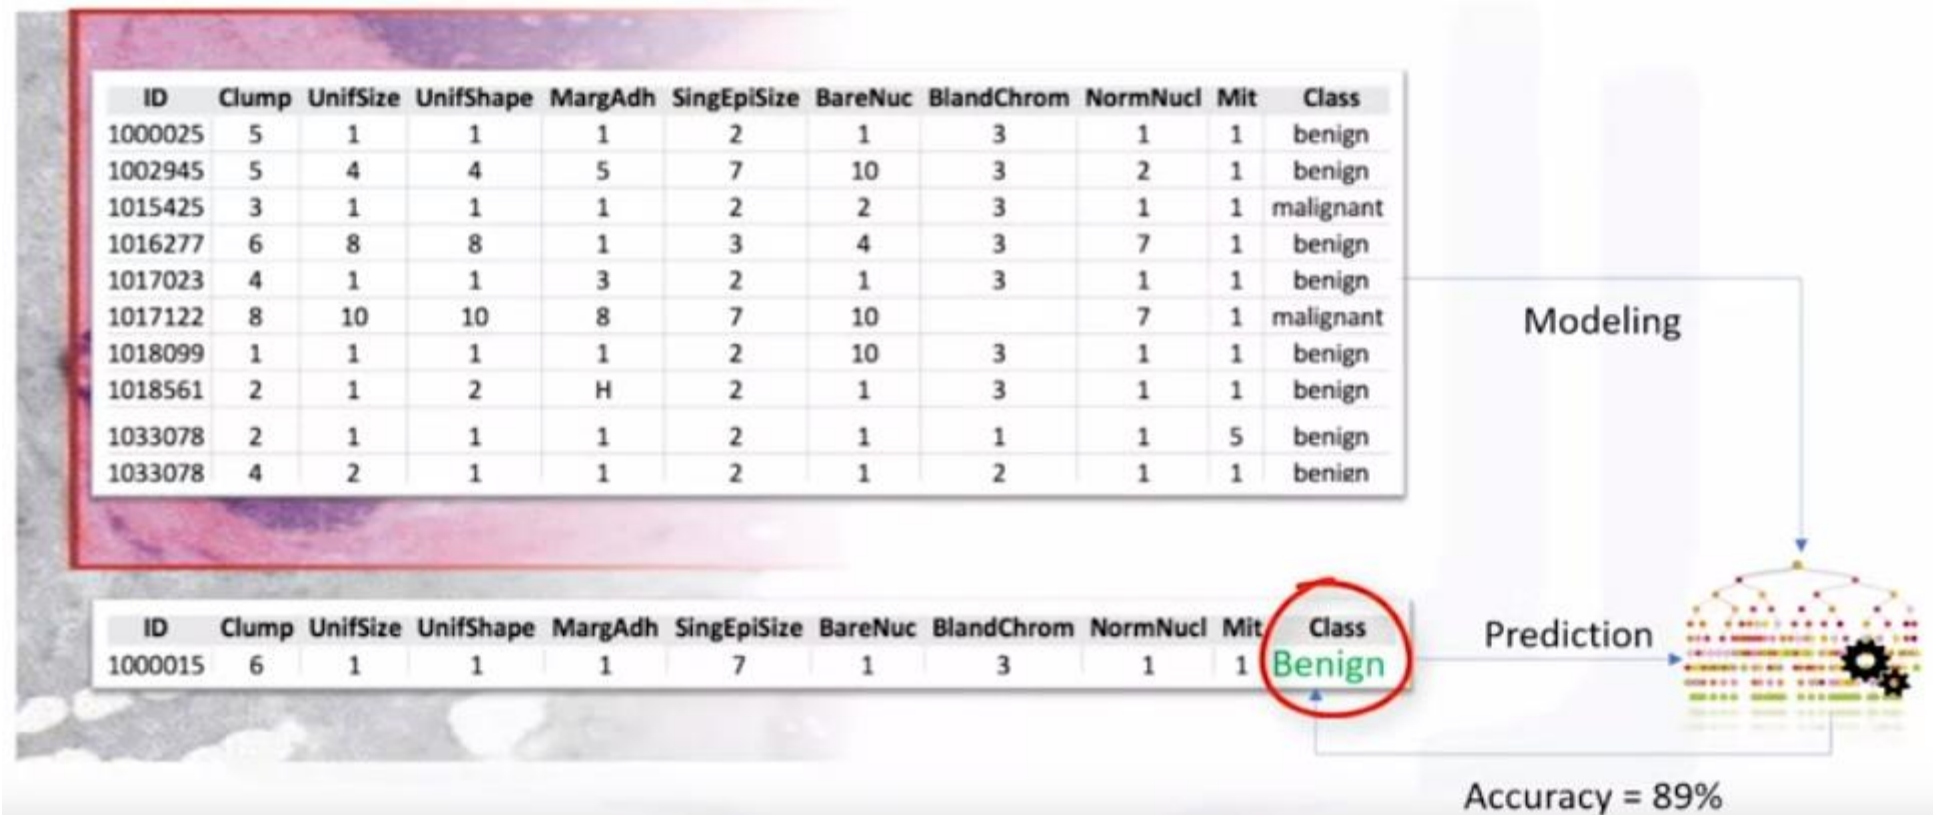 ID Clump UnifSize UnifShape MargAdh SingEpiSize BareNuc BlandChrom NormNucl Mit Class
1000025 5 1 1 1 2 1 3 1 1 benign
1002945 5 4 4 5 7 10 3 2 1 benign
1015425 3 1 1 1 2 2 3 1 1 malignant
1016277 6 8 8 1 3 4 3 7 1 benign
1017023 4 1 1 3 2 1 3 1 1 benign
1017122 8 10 10 8 7 10 7 1 malignant
1018099 1 1 1 1 2 10 3 1 1 benign
1018561 2 1 2 H 2 1 3 1 1 benign
1033078 2 1 1 1 2 1 1 1 5 benign
1033078 4 2 1 1 2 1 2 1 1 benign
Modeling
ID Clump UnifSize UnifShape MargAdh SingEpiSize BareNuc BlandChrom NormNucl Mit Class
1000015 6 1 1 1 7 1 3 1 1 Benign
Prediction
Accuracy = 89%